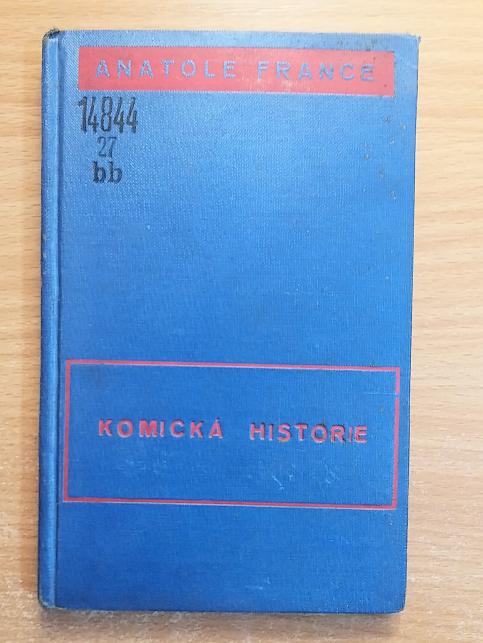 ANATOLE FRANCE
14844
27
bb
KOMICKÁ HISTORIE